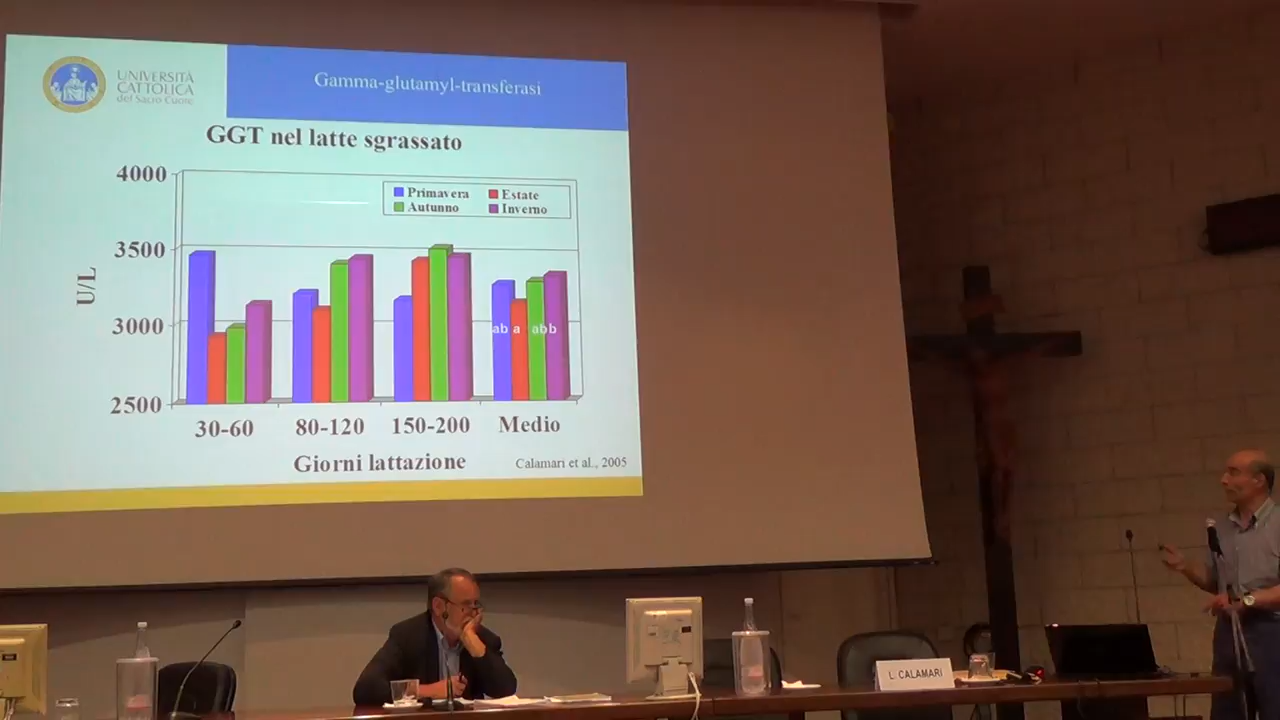 UNIVERSITÀ
CATTOLICA
del Sacro Cuore
Gamma-glutamyl-transferasi
GGT nel latte sgrassato
Primavera
Estate
Autunno
Inverno
4000
3500
3000
2500
U/L
ab a abb
30-60 80-120 150-200 Medio
Giorni lattazione
Calamari et al., 2005
L. CALAMARI